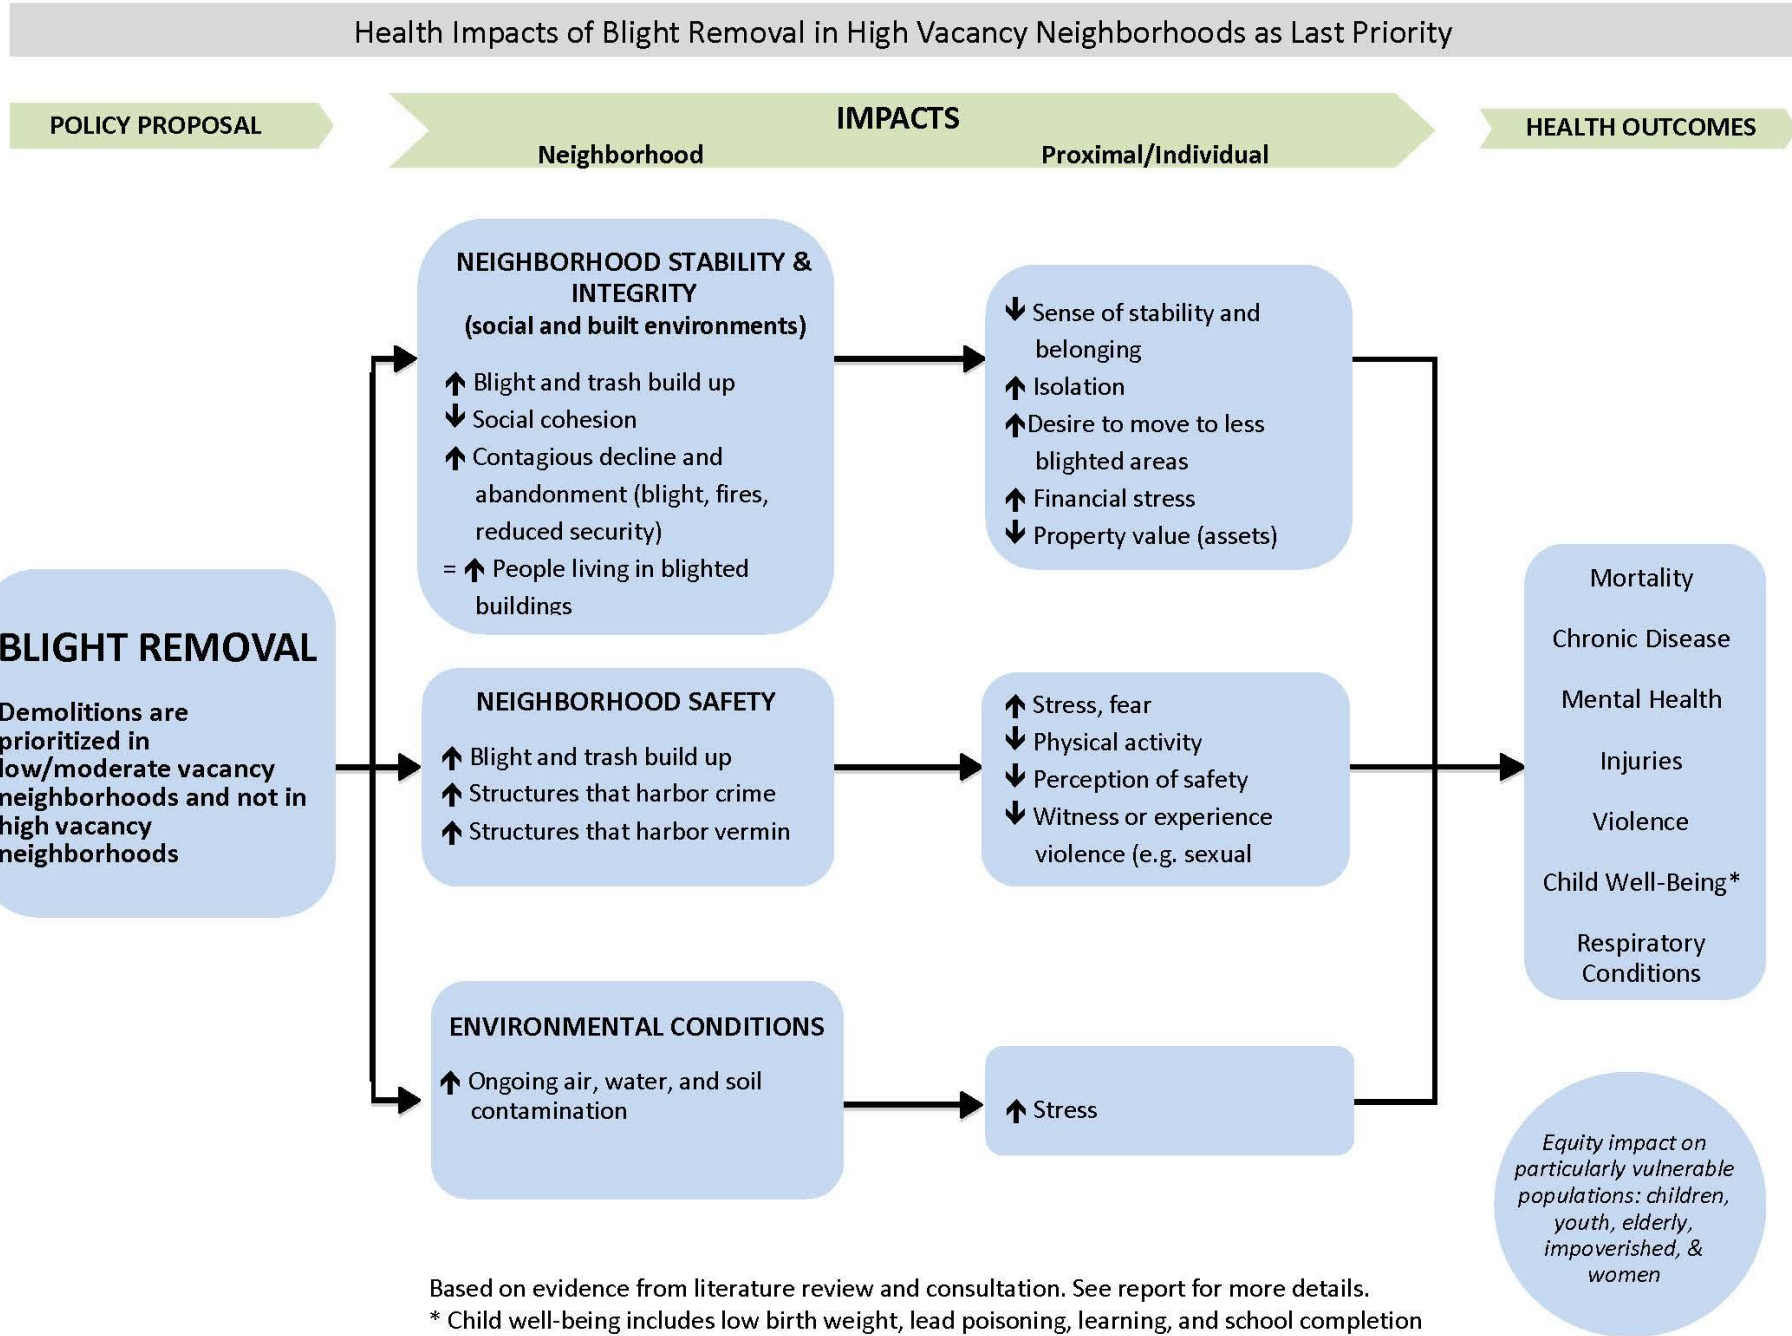 Health Impacts of Blight Removal in High Vacancy Neighborhoods as Last Priority
POLICY PROPOSAL
IMPACTS
Neighborhood
Proximal/Individual
HEALTH OUTCOMES
BLIGHT REMOVAL
Demolitions are
prioritized in
low/moderate vacancy
neighborhoods and not in
high vacancy
neighborhoods
NEIGHBORHOOD STABILITY &
INTEGRITY
(social and built environments)
↑ Blight and trash build up
↓ Social cohesion
↑ Contagious decline and
abandonment (blight, fires,
reduced security)
= ↑ People living in blighted
buildings
↓ Sense of stability and
belonging
↑ Isolation
↑ Desire to move to less
blighted areas
↑ Financial stress
↓ Property value (assets)
NEIGHBORHOOD SAFETY
↑ Blight and trash build up
↑ Structures that harbor crime
↑ Structures that harbor vermin
↑ Stress, fear
↓ Physical activity
↓ Perception of safety
↓ Witness or experience
violence (e.g. sexual
ENVIRONMENTAL CONDITIONS
↑ Ongoing air, water, and soil
contamination
↑ Stress
Mortality
Chronic Disease
Mental Health
Injuries
Violence
Child Well-Being*
Respiratory
Conditions
Equity impact on
particularly vulnerable
populations: children,
youth, elderly,
impoverished, &
women
Based on evidence from literature review and consultation. See report for more details.
* Child well-being includes low birth weight, lead poisoning, learning, and school completion